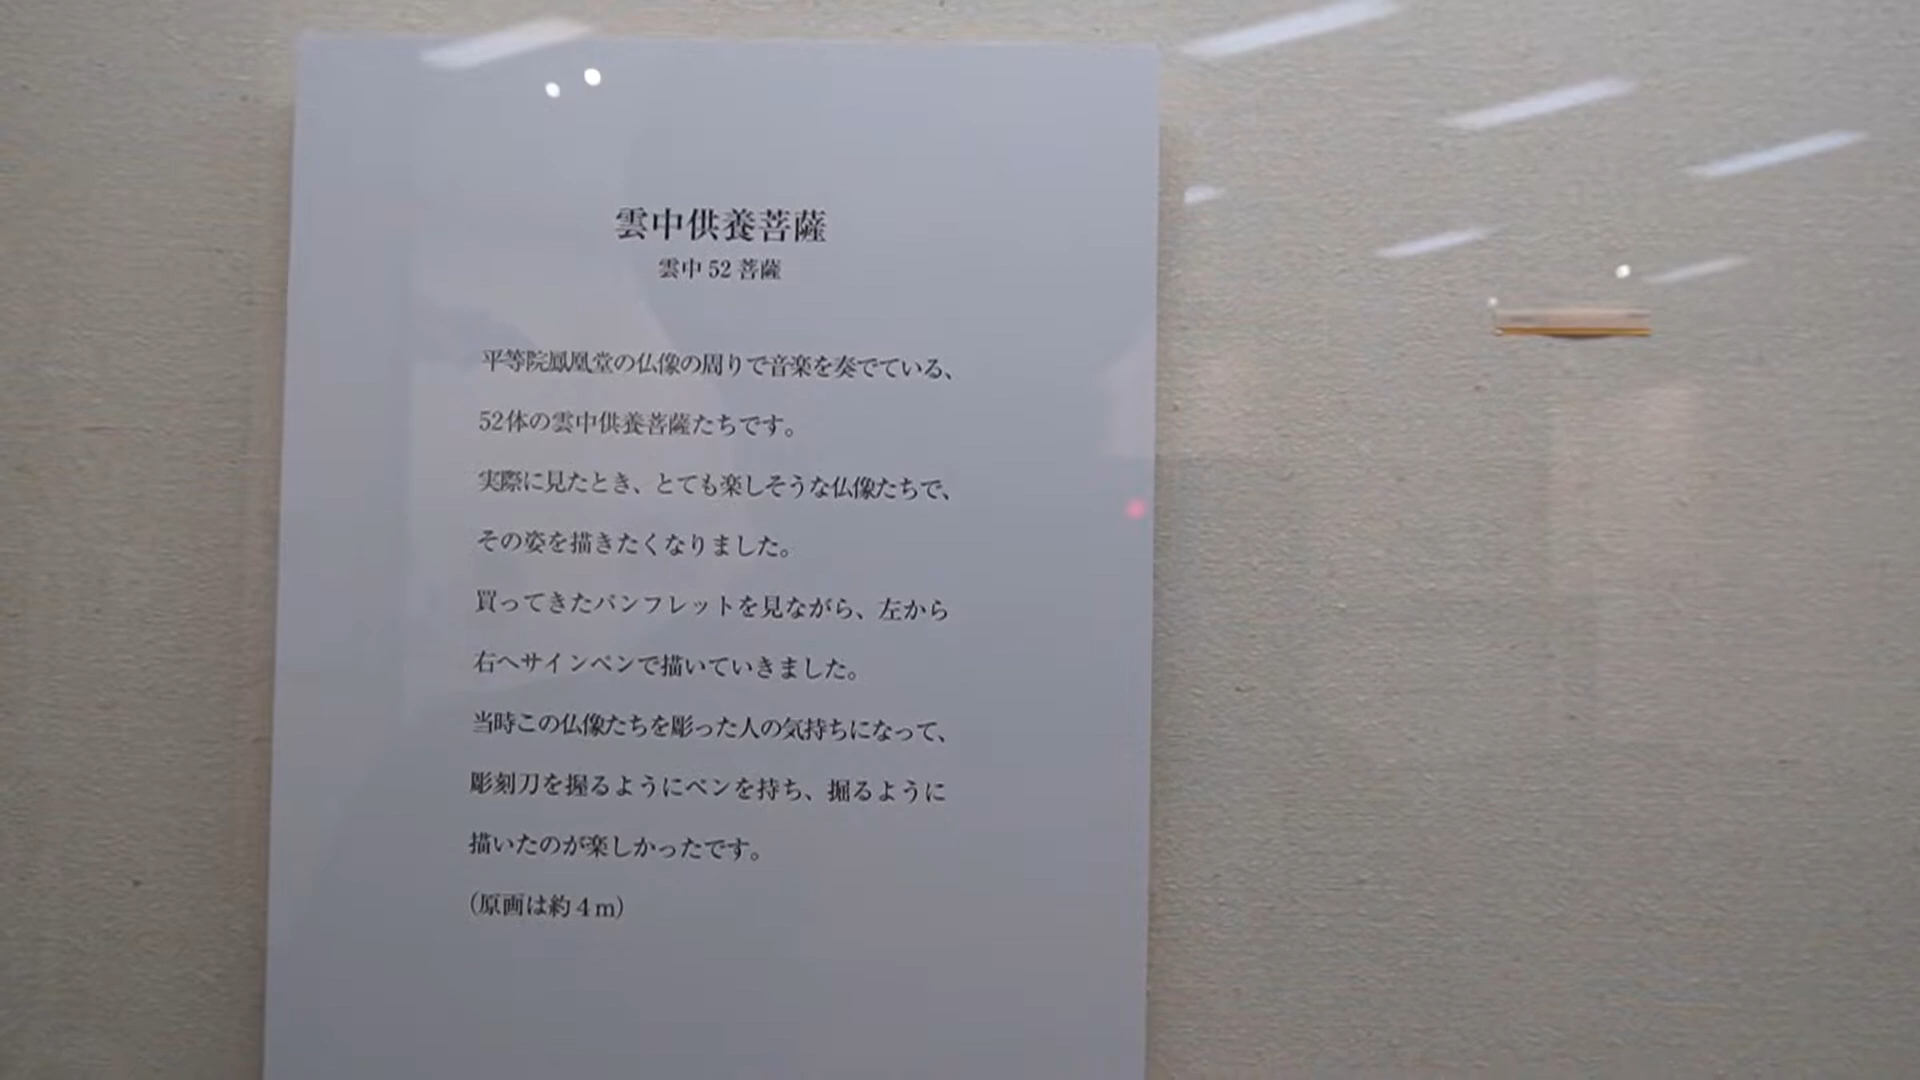 雲中供養菩薩
雲中 52 菩薩
平等院鳳凰堂の仏像の周りで音楽を奏でている、
52体の雲中供養菩薩たちです。
実際に見たとき、とても楽しそうな仏像たちで、
その姿を描きたくなりました。
買ってきたパンフレットを見ながら、左から
右へサインペンで描いていきました。
当時この仏像たちを彫った人の気持ちになって、
彫刻刀を握るようにペンを持ち、掘るように
描いたのが楽しかったです。
（原画は約 4 m）